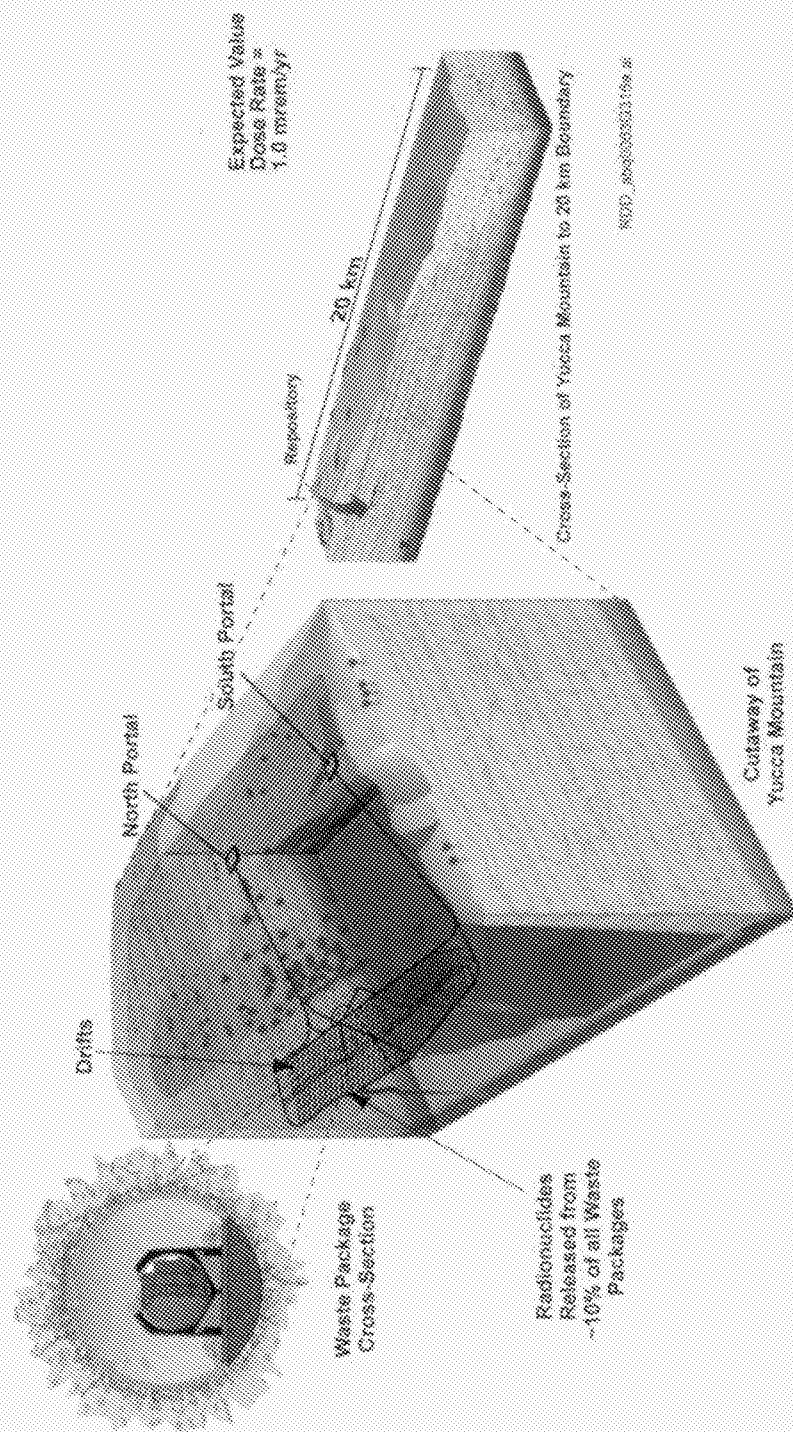 Expected Value
Dose Rate =
1.0 mrem/yr
20 km
Repository
Cross-Section of Yucca Mountain to 20 km Boundary
North Portal
South Portal
Drifts
Cutaway of
Yucca Mountain
Waste Package
Cross-Section
Radionuclides
Released from
~10% of all Waste
Packages